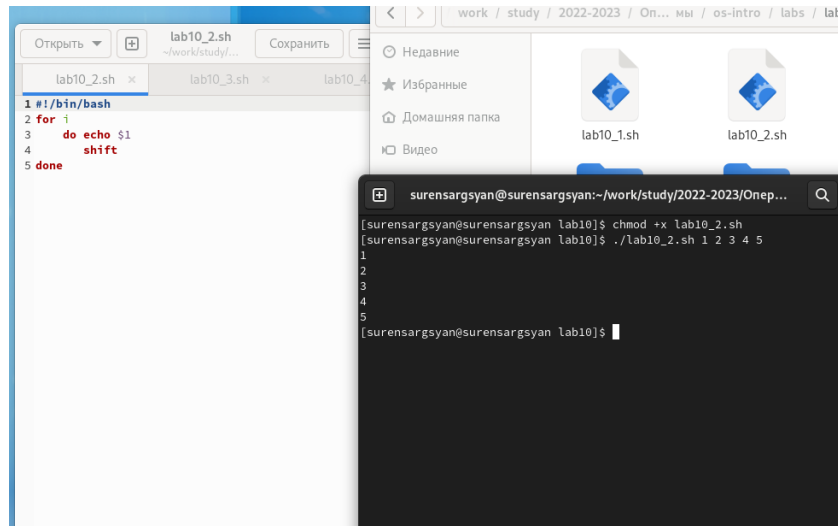 Открыть
lab10_2.sh
~/work/study/...
Сохранить
lab10_2.sh ×
lab10_3.sh ×
lab10_4.
1 #!/bin/bash
2 for i
3 do echo $1
4 shift
5 done
work / study / 2022-2023 / Оп... мы / os-intro / labs / lab
Недавние
Избранные
Домашняя папка
Видео
lab10_1.sh
lab10_2.sh
surensargsyan@surensargsyan:~/work/study/2022-2023/Опер...
[surensargsyan@surensargsyan lab10]$ chmod +x lab10_2.sh
[surensargsyan@surensargsyan lab10]$ ./lab10_2.sh 1 2 3 4 5
1
2
3
4
5
[surensargsyan@surensargsyan lab10]$